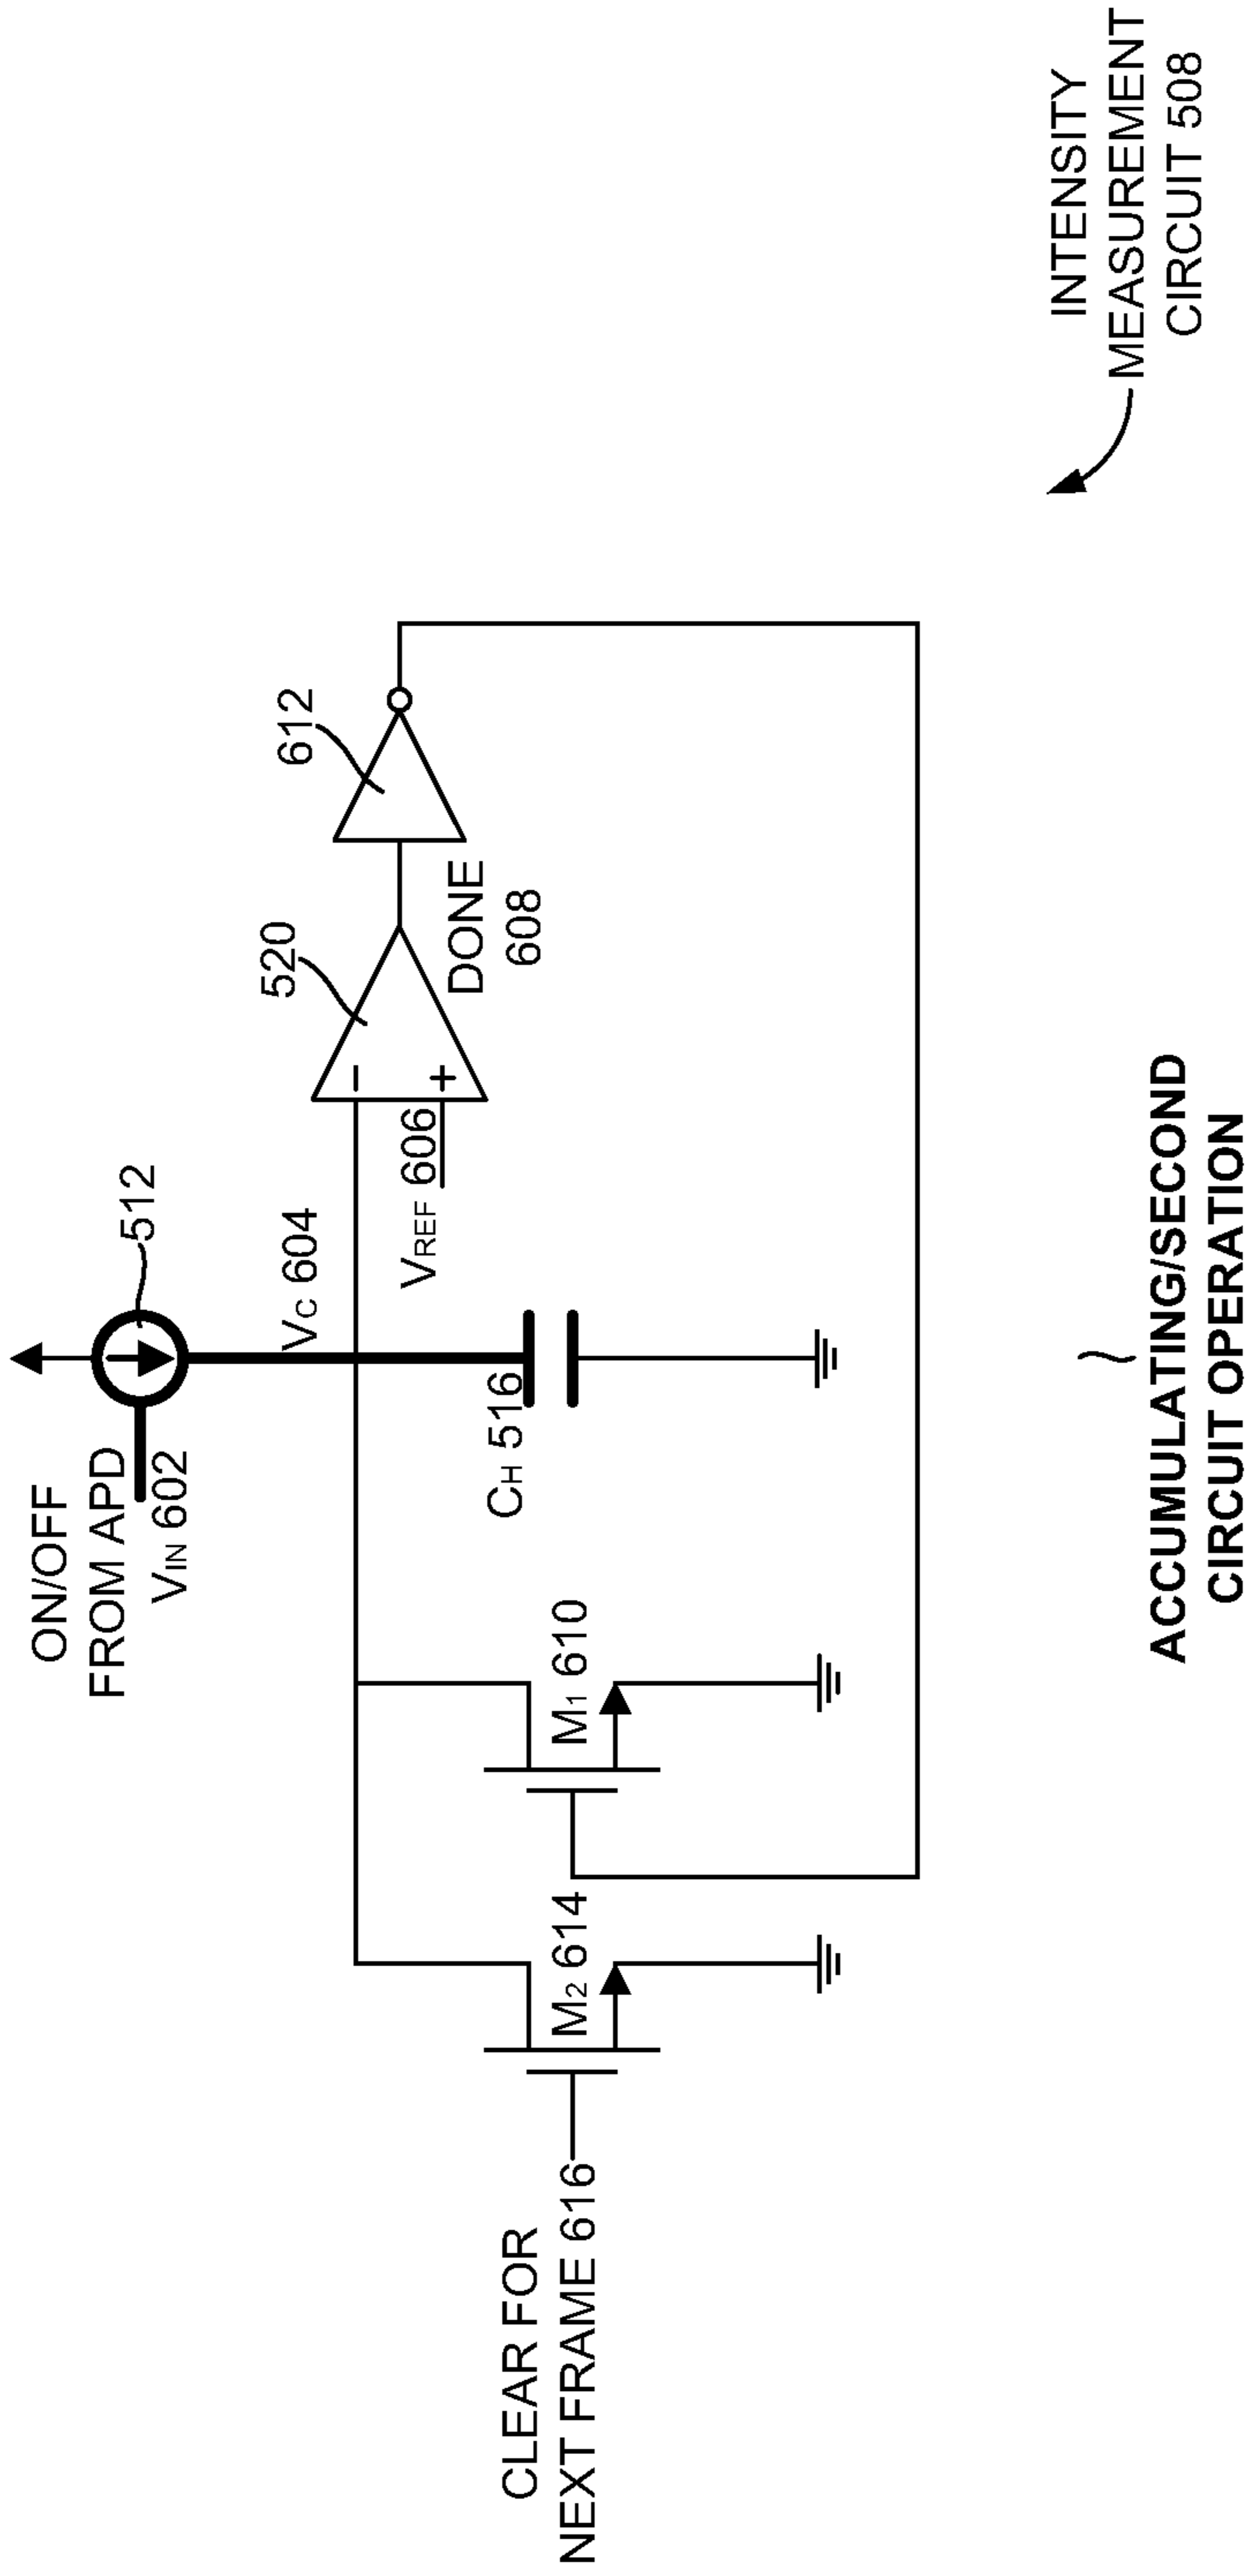 ON/OFF
FROM APD
VIN 602
512
VC 604
520
612
VREF 606
-
+
DONE
608
CH 516
M1 610
M2 614
CLEAR FOR
NEXT FRAME 616
INTENSITY
MEASUREMENT
CIRCUIT 508
ACCUMULATING/SECOND
CIRCUIT OPERATION